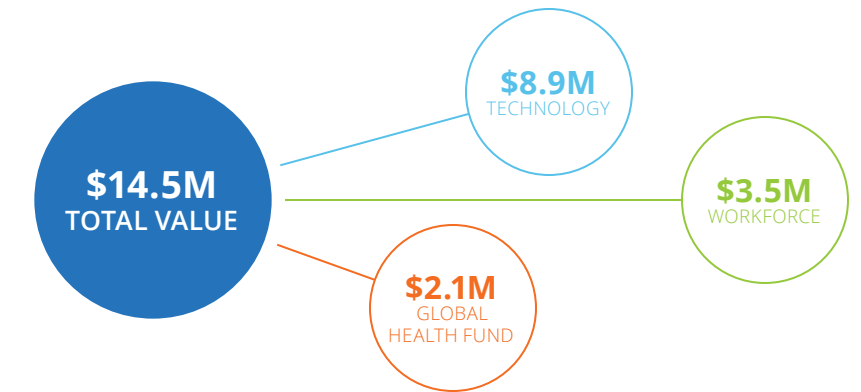 $14.5M
TOTAL VALUE
$8.9M
TECHNOLOGY
$3.5M
WORKFORCE
$2.1M
GLOBAL
HEALTH FUND